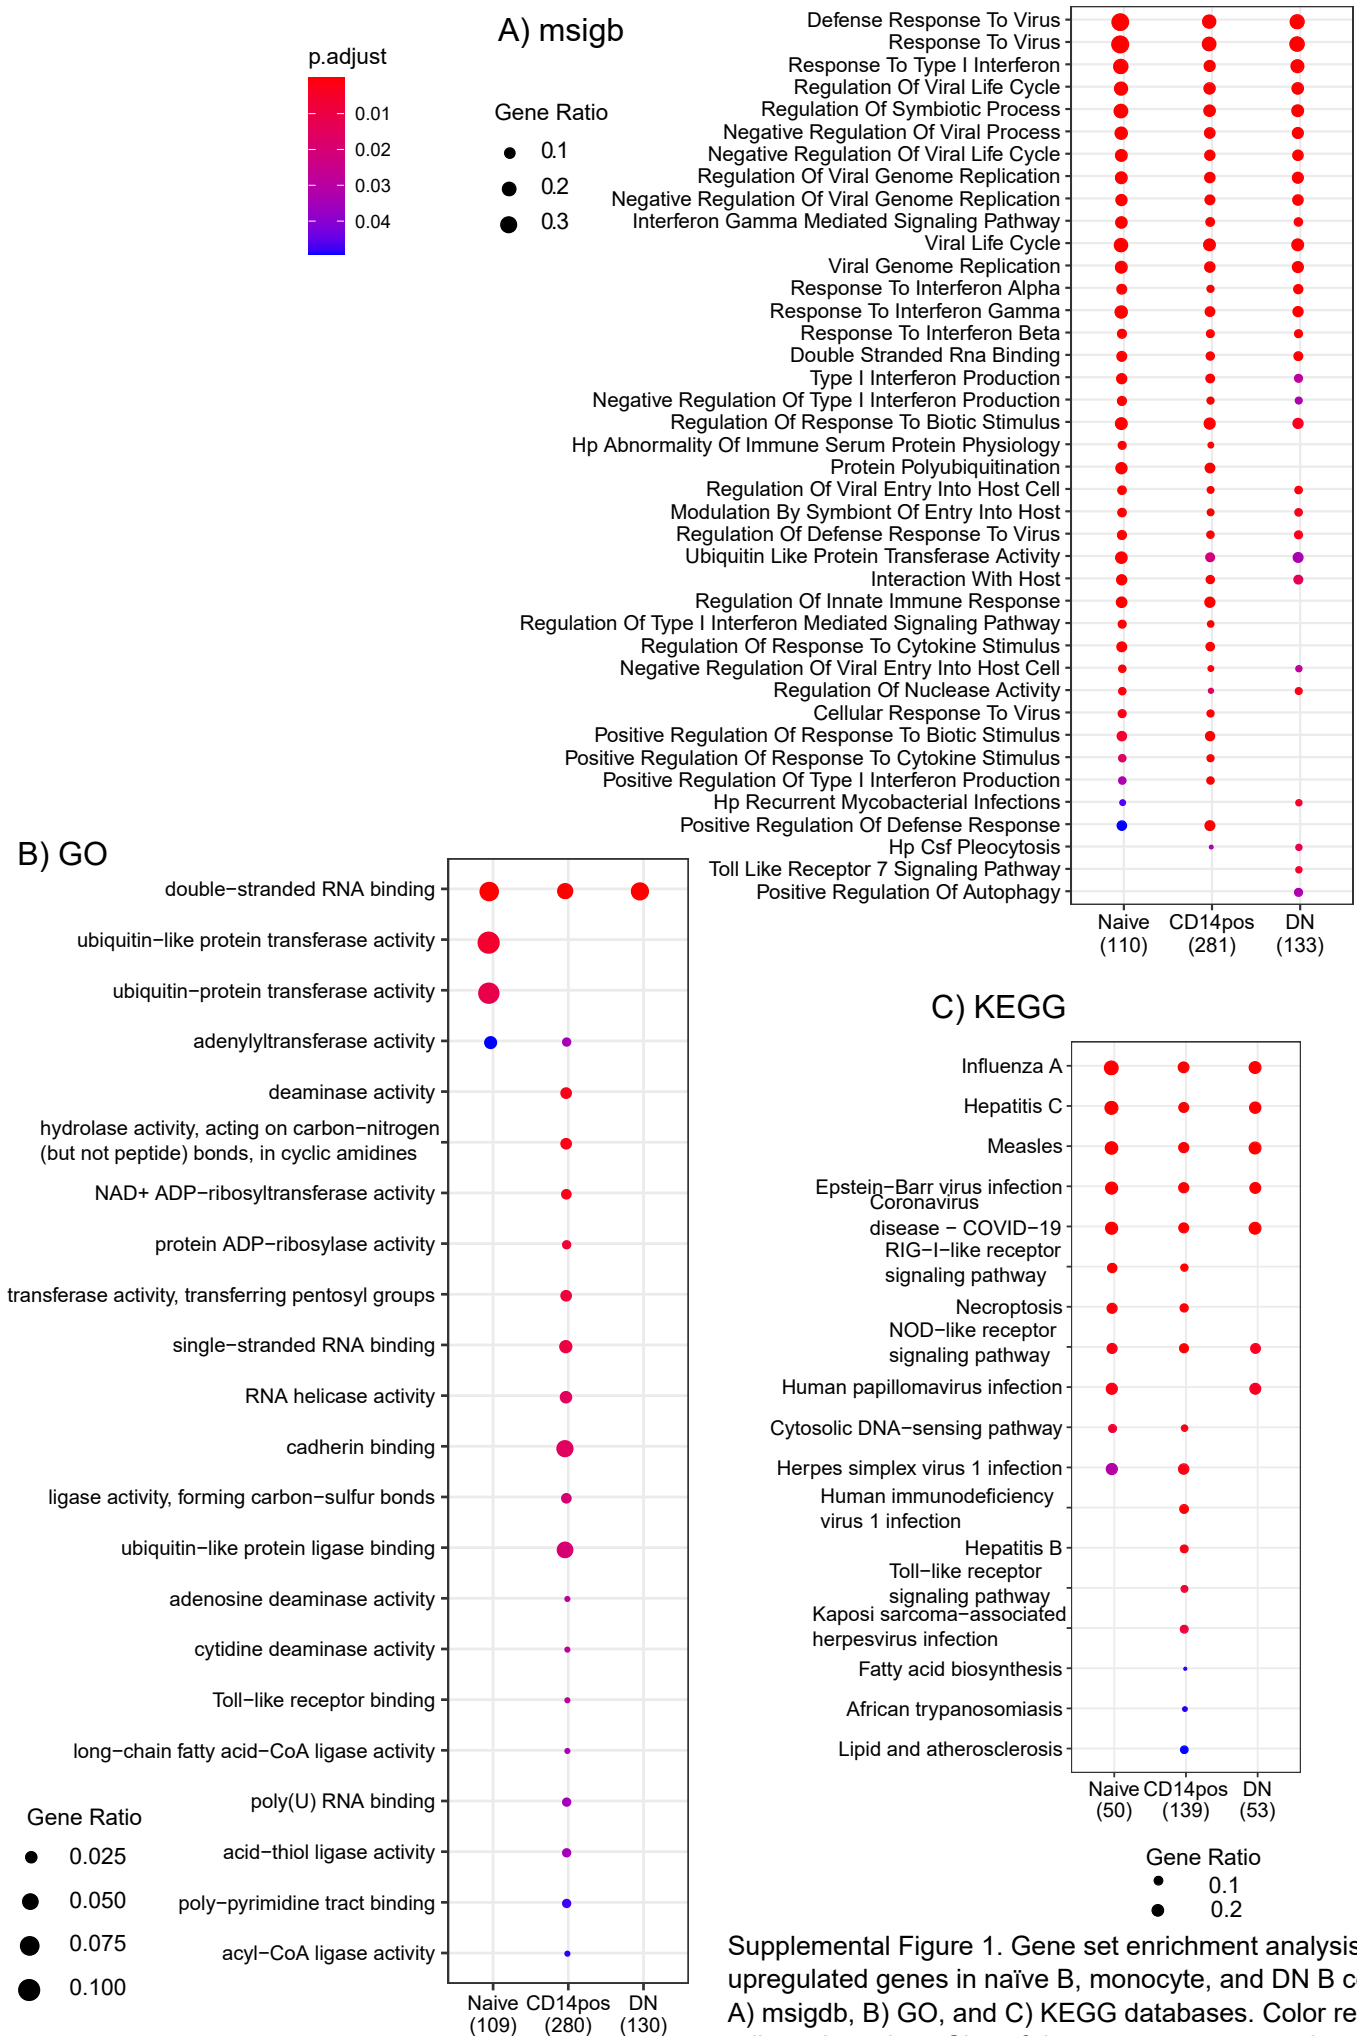 A) msigb
p.adjust
0.01
0.02
0.03
0.04
Gene Ratio
0.1
0.2
0.3
Defense Response To Virus
Response To Virus
Response To Type I Interferon
Regulation Of Viral Life Cycle
Regulation Of Symbiotic Process
Negative Regulation Of Viral Process
Negative Regulation Of Viral Life Cycle
Regulation Of Viral Genome Replication
Negative Regulation Of Viral Genome Replication
Interferon Gamma Mediated Signaling Pathway
Viral Life Cycle
Viral Genome Replication
Response To Interferon Alpha
Response To Interferon Gamma
Response To Interferon Beta
Double Stranded Rna Binding
Type I Interferon Production
Negative Regulation Of Type I Interferon Production
Regulation Of Response To Biotic Stimulus
Hp Abnormality Of Immune Serum Protein Physiology
Protein Polyubiquitination
Regulation Of Viral Entry Into Host Cell
Modulation By Symbiont Of Entry Into Host
Regulation Of Defense Response To Virus
Ubiquitin Like Protein Transferase Activity
Interaction With Host
Regulation Of Innate Immune Response
Regulation Of Type I Interferon Mediated Signaling Pathway
Regulation Of Response To Cytokine Stimulus
Negative Regulation Of Viral Entry Into Host Cell
Regulation Of Nuclease Activity
Cellular Response To Virus
Positive Regulation Of Response To Biotic Stimulus
Positive Regulation Of Response To Cytokine Stimulus
Positive Regulation Of Type I Interferon Production
Hp Recurrent Mycobacterial Infections
Positive Regulation Of Defense Response
Hp Csf Pleocytosis
Toll Like Receptor 7 Signaling Pathway
Positive Regulation Of Autophagy
Naive CD14pos DN
(110) (281) (133)
B) GO
double−stranded RNA binding
ubiquitin−like protein transferase activity
ubiquitin−protein transferase activity
adenylyltransferase activity
deaminase activity
hydrolase activity, acting on carbon−nitrogen
(but not peptide) bonds, in cyclic amidines
NAD+ ADP−ribosyltransferase activity
protein ADP−ribosylase activity
transferase activity, transferring pentosyl groups
single−stranded RNA binding
RNA helicase activity
cadherin binding
ligase activity, forming carbon−sulfur bonds
ubiquitin−like protein ligase binding
adenosine deaminase activity
cytidine deaminase activity
Toll−like receptor binding
long−chain fatty acid−CoA ligase activity
poly(U) RNA binding
acid−thiol ligase activity
poly−pyrimidine tract binding
acyl−CoA ligase activity
Gene Ratio
0.025
0.050
0.075
0.100
Naive CD14pos DN
(109) (280) (130)
C) KEGG
Influenza A
Hepatitis C
Measles
Epstein−Barr virus infection
Coronavirus
disease − COVID−19
RIG−I−like receptor
signaling pathway
Necroptosis
NOD−like receptor
signaling pathway
Human papillomavirus infection
Cytosolic DNA−sensing pathway
Herpes simplex virus 1 infection
Human immunodeficiency
virus 1 infection
Hepatitis B
Toll−like receptor
signaling pathway
Kaposi sarcoma−associated
herpesvirus infection
Fatty acid biosynthesis
African trypanosomiasis
Lipid and atherosclerosis
Naive CD14pos DN
(50) (139) (53)
Gene Ratio
0.1
0.2
Supplemental Figure 1. Gene set enrichment analysis
upregulated genes in naïve B, monocyte, and DN B
A) msigdb, B) GO, and C) KEGG databases. Color